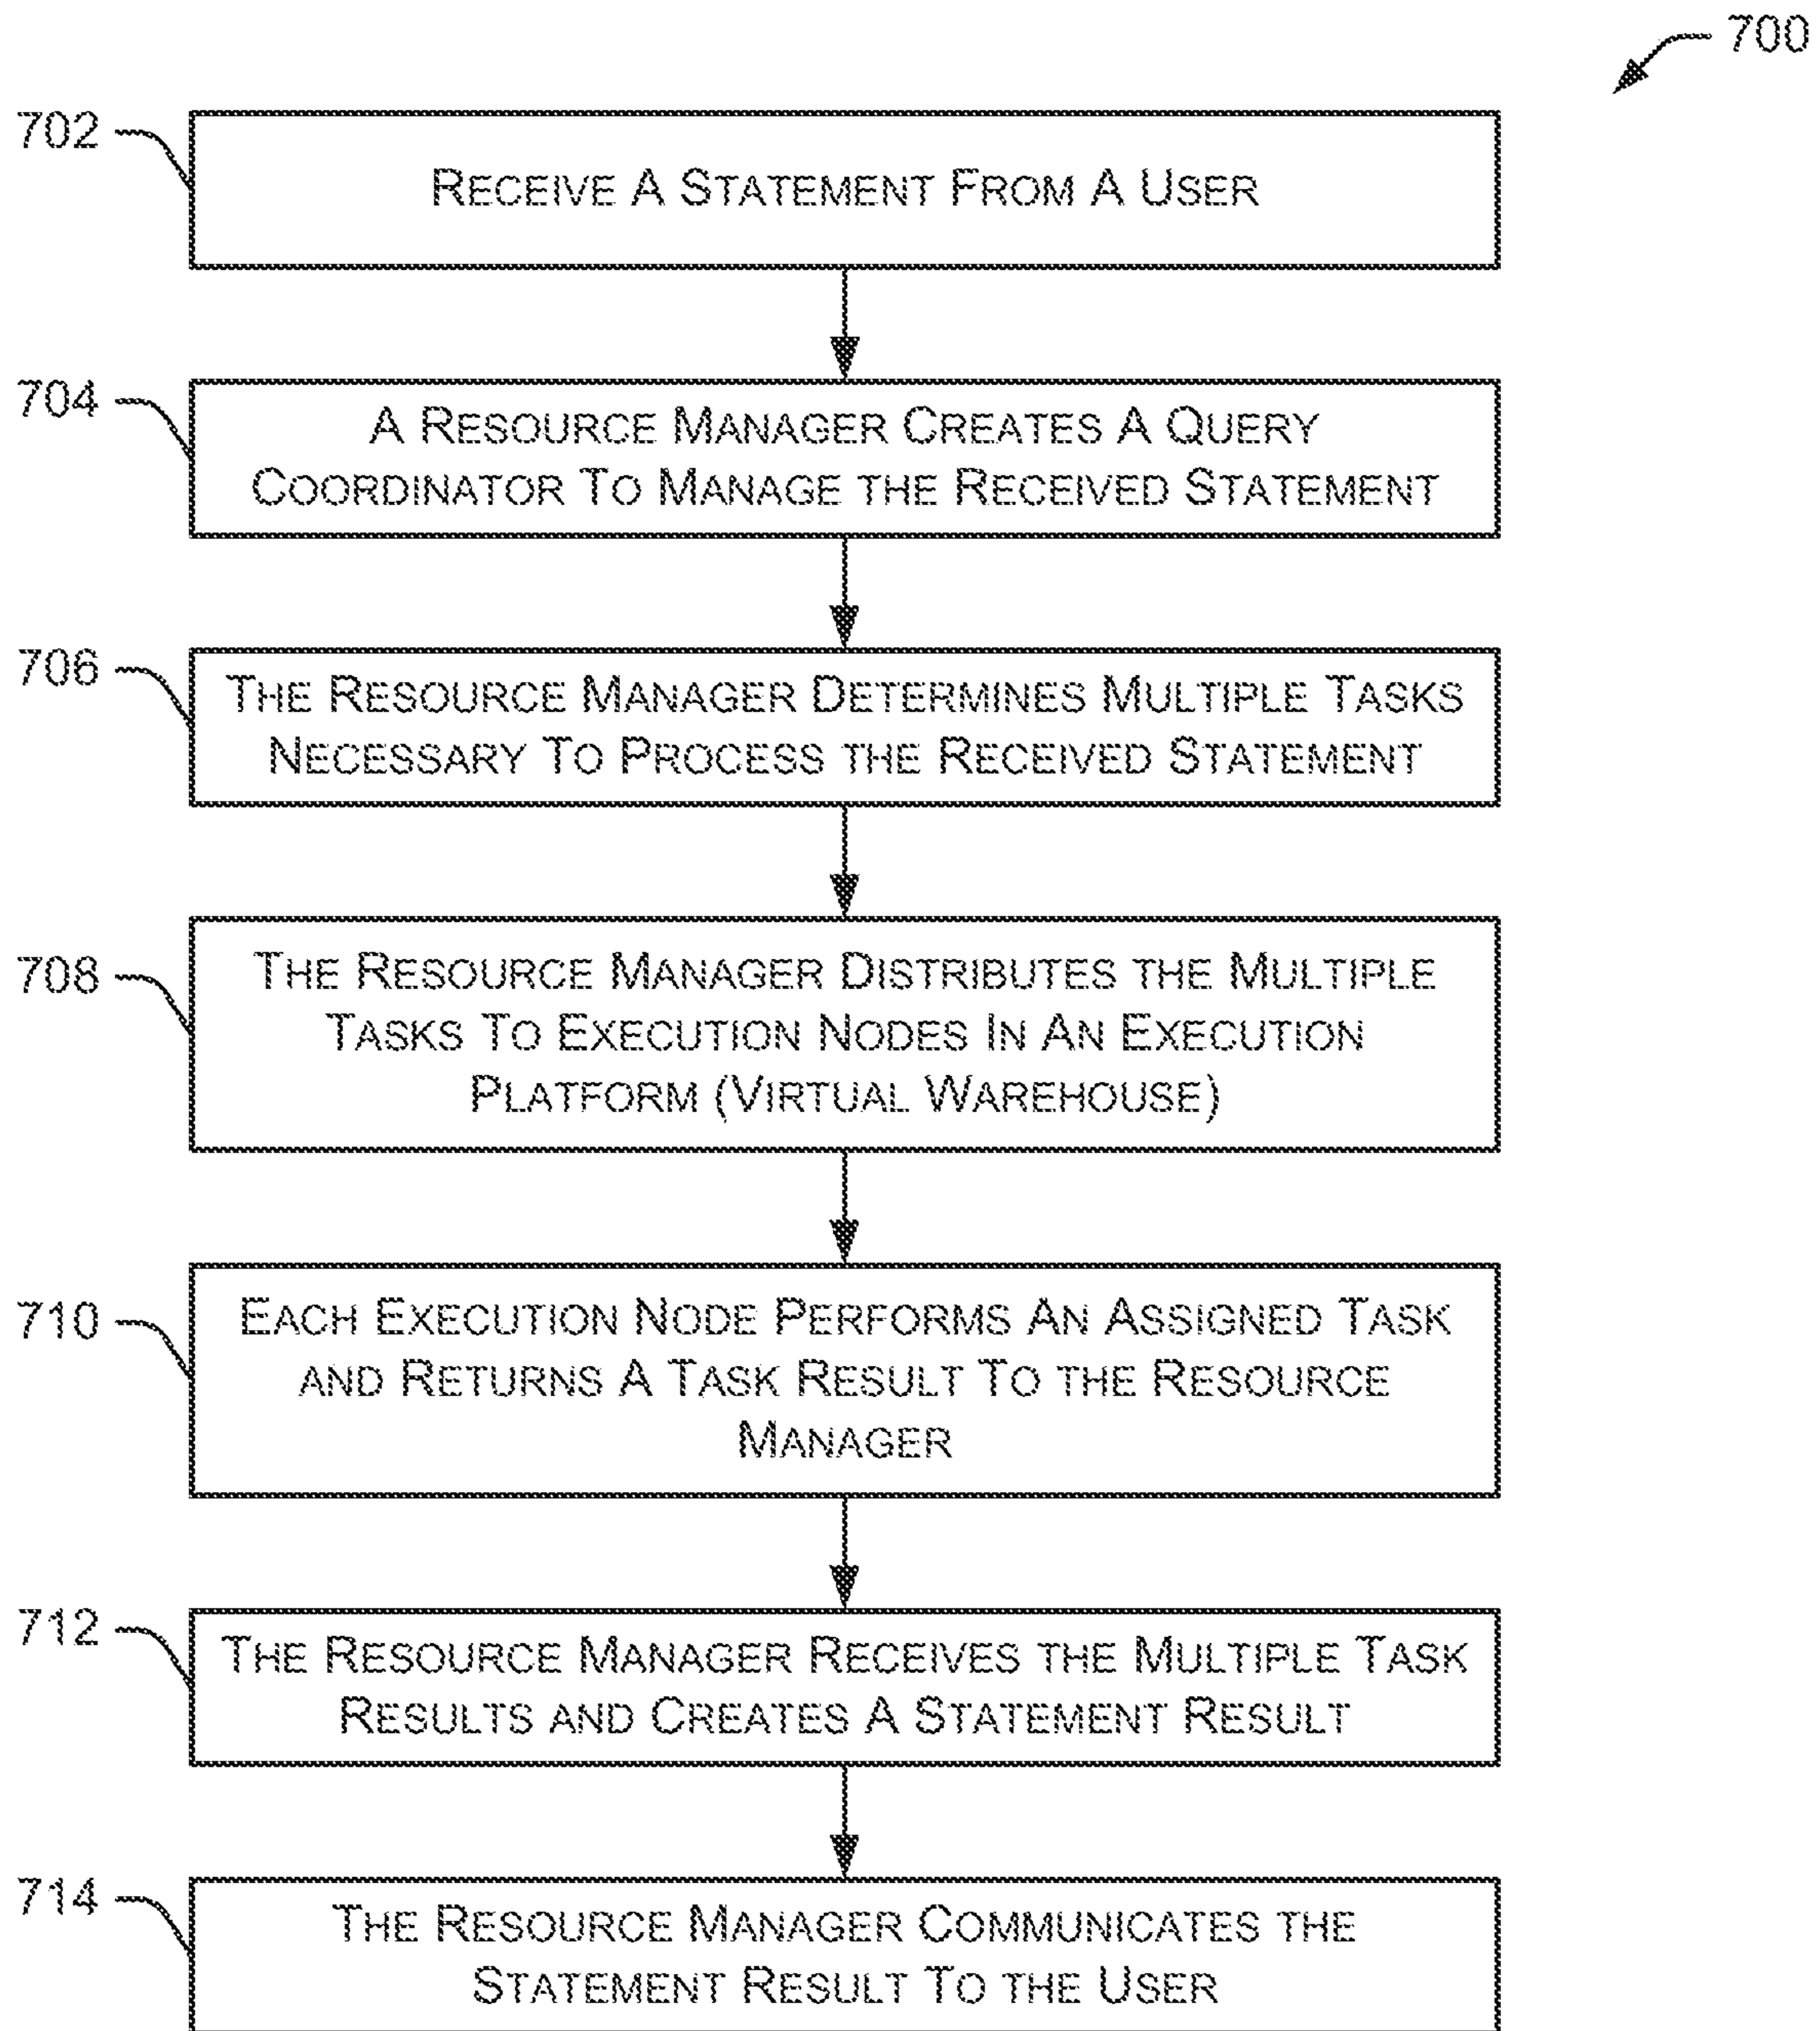 700
702
RECEIVE A STATEMENT FROM A USER
704
A RESOURCE MANAGER CREATES A QUERY
COORDINATOR TO MANAGE THE RECEIVED STATEMENT
706
THE RESOURCE MANAGER DETERMINES MULTIPLE TASKS
NECESSARY TO PROCESS THE RECEIVED STATEMENT
708
THE RESOURCE MANAGER DISTRIBUTES THE MULTIPLE
TASKS TO EXECUTION NODES IN AN EXECUTION
PLATFORM (VIRTUAL WAREHOUSE)
710
EACH EXECUTION NODE PERFORMS AN ASSIGNED TASK
AND RETURNS A TASK RESULT TO THE RESOURCE
MANAGER
712
THE RESOURCE MANAGER RECEIVES THE MULTIPLE TASK
RESULTS AND CREATES A STATEMENT RESULT
714
THE RESOURCE MANAGER COMMUNICATES THE
STATEMENT RESULT TO THE USER